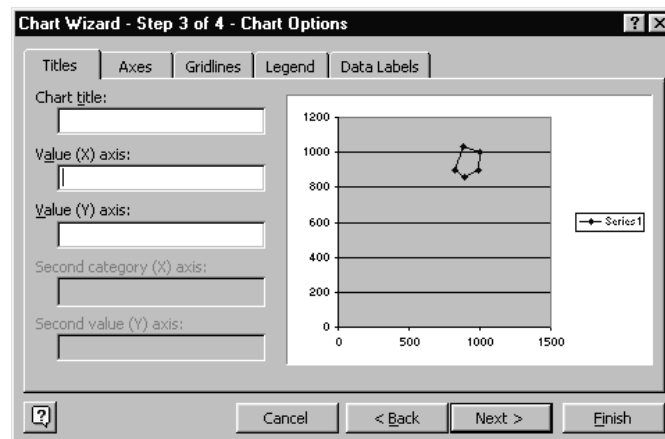 Chart Wizard - Step 3 of 4 - Chart Options
Titles Axes Gridlines Legend Data Labels
Chart title:
Value (X) axis:
Value (Y) axis:
Second category (X) axis:
Second value (Y) axis:
1200
1000
800
600
400
200
0
0 500 1000 1500
Series1
Cancel < Back Next > Finish